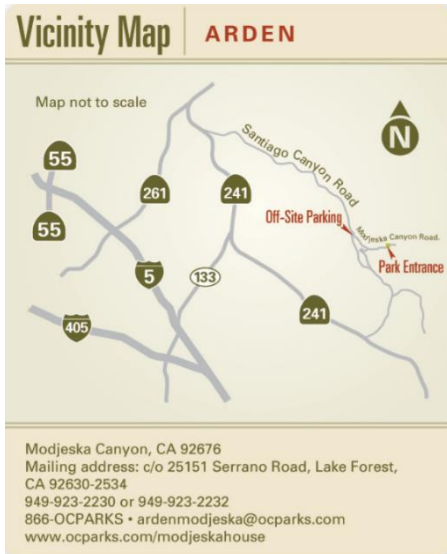 Vicinity Map
ARDEN
Map not to scale
N
55
55
261
241
Santiago Canyon Road
Off-Site Parking
Modjeska Canyon Road.
Park Entrance
5
133
241
405
Modjeska Canyon, CA 92676
Mailing address: c/o 25151 Serrano Road, Lake Forest,
CA 92630-2534
949-923-2230 or 949-923-2232
866-OCPARKS • ardenmodjeska@ocparks.com
www.ocparks.com/modjeskahouse